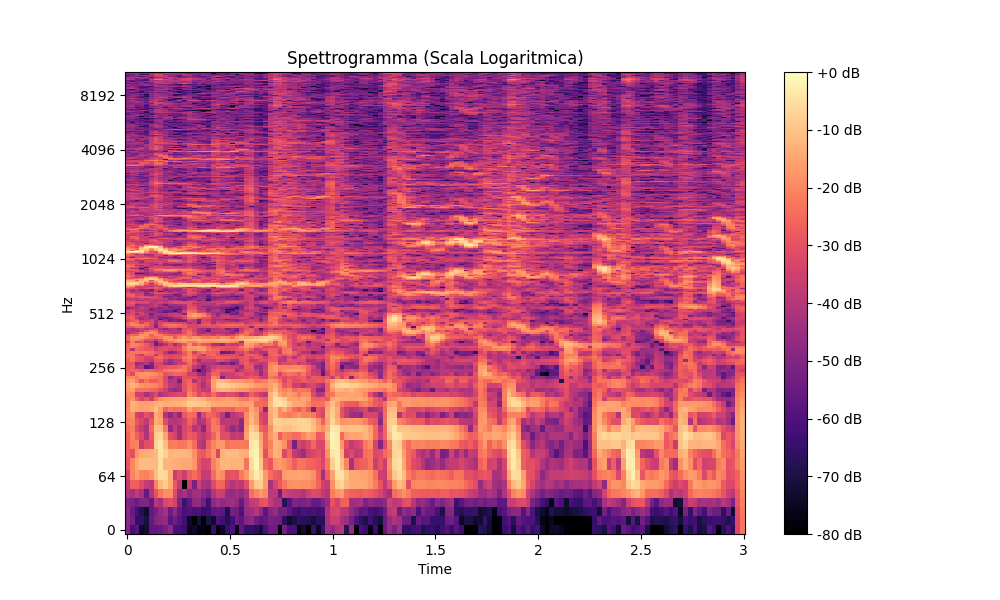 Spettrogramma (Scala Logaritmica)
8192
4096
2048
1024
512
256
128
64
0
Hz
0 0.5 1 1.5 2 2.5 3
Time
+0 dB
-10 dB
-20 dB
-30 dB
-40 dB
-50 dB
-60 dB
-70 dB
-80 dB